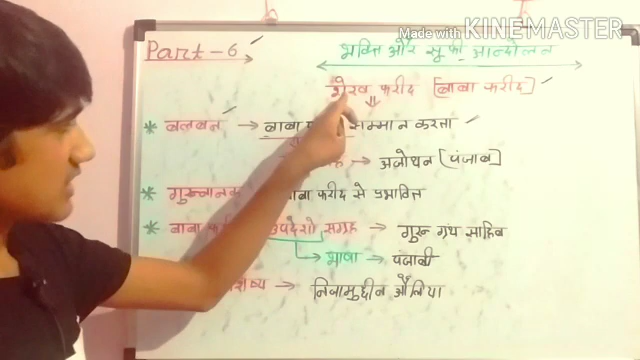 Made with KINEMASTER
Part-6
भक्ति और सूफी आन्दोलन
शेख फरीद [बाबा फरीद]
* बलबन → बाबा सम्मान करता
→ अजोधन [पंजाब]
* गुरुनानक बाबा फरीद से प्रभावित
* बाबा उपदेशो संग्रह → गुरु ग्रंथ साहिब
भाषा → पंजाबी
शिष्य → निजामुद्दीन औलिया